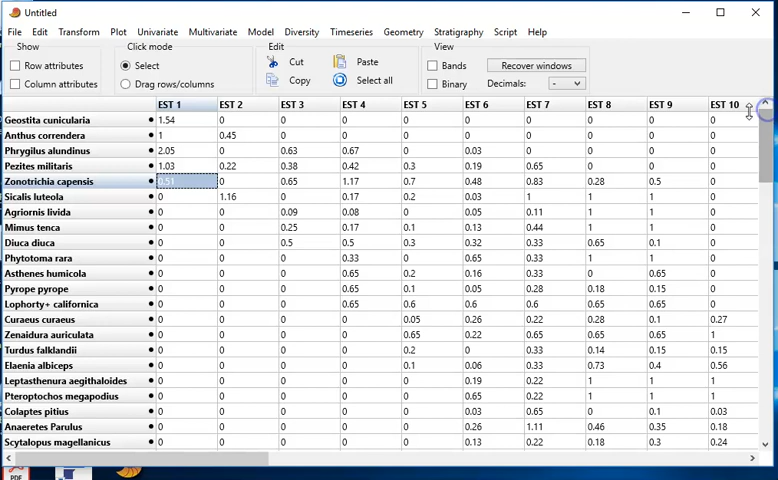 Untitled
File Edit Transform Plot Univariate Multivariate Model Diversity Timeseries Geometry Stratigraphy Script Help
Show Click mode Edit View
Row attributes Select Cut Paste Bands Recover windows
Column attributes Drag rows/columns Copy Select all Binary Decimals: -
EST 1 EST 2 EST 3 EST 4 EST 5 EST 6 EST 7 EST 8 EST 9 EST 10
Geostita cunicularia 1.54 0 0 0 0 0 0 0 0 0
Anthus correndera 1 0.45 0 0 0 0 0 0 0 0
Phrygilus alundinus 2.05 0 0.63 0.67 0 0.03 0 0 0 0
Pezites militaris 1.03 0.22 0.38 0.42 0.3 0.19 0.65 0 0 0
Zonotrichia capensis 0.51 0 0.65 1.17 0.7 0.48 0.83 0.28 0.5 0
Sicalis luteola 0 1.16 0 0.17 0.2 0.03 1 1 1 0
Agriornis livida 0 0 0.09 0.08 0 0.05 0.11 1 1 0
Mimus tenca 0 0 0.25 0.17 0.1 0.13 0.44 1 1 0
Diuca diuca 0 0 0.5 0.5 0.3 0.32 0.33 0.65 0.1 0
Phytotoma rara 0 0 0 0.33 0 0.65 0.33 1 1 0
Asthenes humicola 0 0 0 0.65 0.2 0.16 0.33 0 0.65 0
Pyrope pyrope 0 0 0 0.65 0.1 0.05 0.28 0.18 0.15 0
Lophorty+ californica 0 0 0 0.65 0.6 0.6 0.6 0.65 0.65 0
Curaeus curaeus 0 0 0 0 0.05 0.26 0.22 0.28 0.1 0.27
Zenaidura auriculata 0 0 0 0 0.65 0.22 0.65 0.65 0.65 1
Turdus falklandii 0 0 0 0 0.2 0 0.33 0.14 0.15 0.15
Elaenia albiceps 0 0 0 0 0.1 0.06 0.33 0.73 0.4 0.56
Leptasthenura aegithaloides 0 0 0 0 0 0.19 0.22 1 1 1
Pteroptochos megapodius 0 0 0 0 0 0.65 0.22 1 1 1
Colaptes pitius 0 0 0 0 0 0.03 0.65 0 0.1 0.03
Anaeretes Parulus 0 0 0 0 0 0.26 1.11 0.46 0.35 0.18
Scytalopus magellanicus 0 0 0 0 0 0.13 0.22 0.18 0.3 0.24
PDF